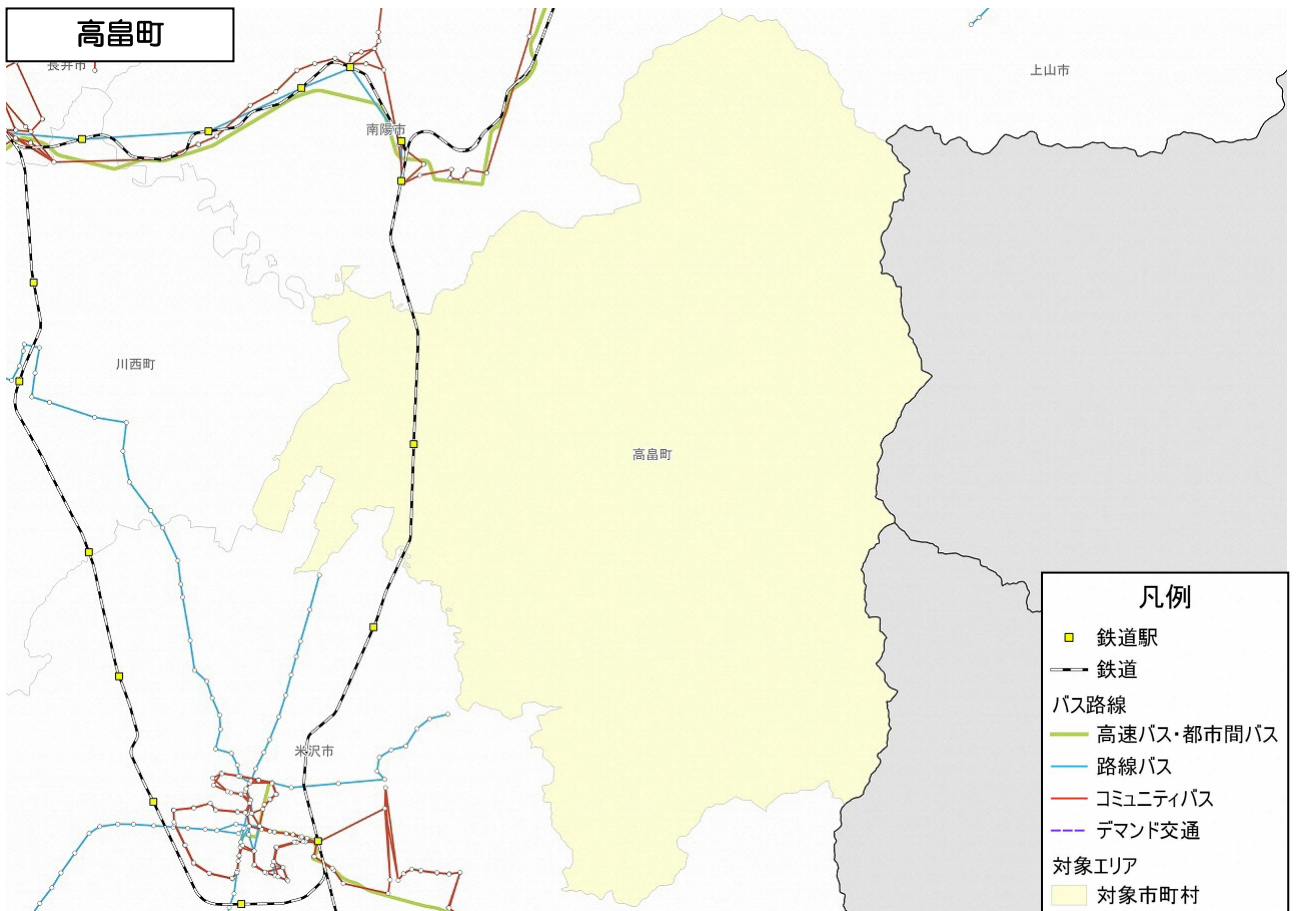 高畠町
長井市
上山市
南陽市
川西町
高畠町
米沢市
凡例
鉄道駅
鉄道
バス路線
高速バス・都市間バス
路線バス
コミュニティバス
デマンド交通
対象エリア
対象市町村